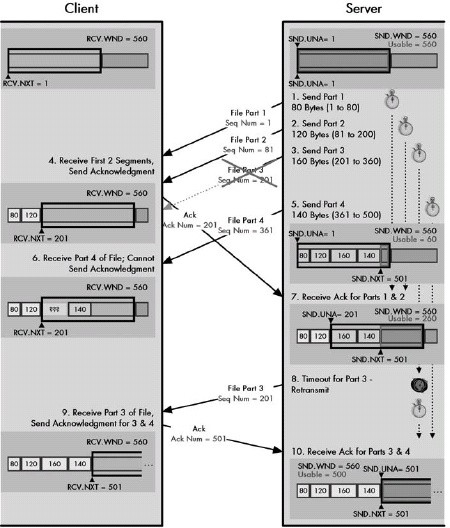 Client
Server
RCV.WND = 560
RCV.NXT = 1
SND.UNA= 1
SND.WND = 560
Usable = 560
SND.UNA= 1
1. Send Part 1
80 Bytes (1 to 80)
File Part 1
Seq Num = 1
2. Send Part 2
120 Bytes (81 to 200)
File Part 2
Seq Num = 81
3. Send Part 3
160 Bytes (201 to 360)
File Part 3
Seq Num = 201
4. Receive First 2 Segments,
Send Acknowledgment
RCV.WND = 560
80 120
RCV.NXT = 201
Ack
Ack Num = 201
File Part 4
Seq Num = 361
5. Send Part 4
140 Bytes (361 to 500)
SND.UNA= 1
SND.WND = 560
Usable = 60
80 120 160 140
SND.NXT = 501
6. Receive Part 4 of File; Cannot
Send Acknowledgment
RCV.WND = 560
80 120 ??? 140
RCV.NXT = 201
7. Receive Ack for Parts 1 & 2
SND.UNA= 201
SND.WND = 560
Usable = 260
80 120 160 140
SND.NXT = 501
8. Timeout for Part 3 -
Retransmit
File Part 3
Seq Num = 201
9. Receive Part 3 of File,
Send Acknowledgment for 3 & 4
RCV.WND = 560
80 120 160 140
...
RCV.NXT = 501
Ack
Ack Num = 501
10. Receive Ack for Parts 3 & 4
SND.WND = 560
Usable = 500
SND.UNA= 501
80 120 160 140
...
SND.NXT = 501